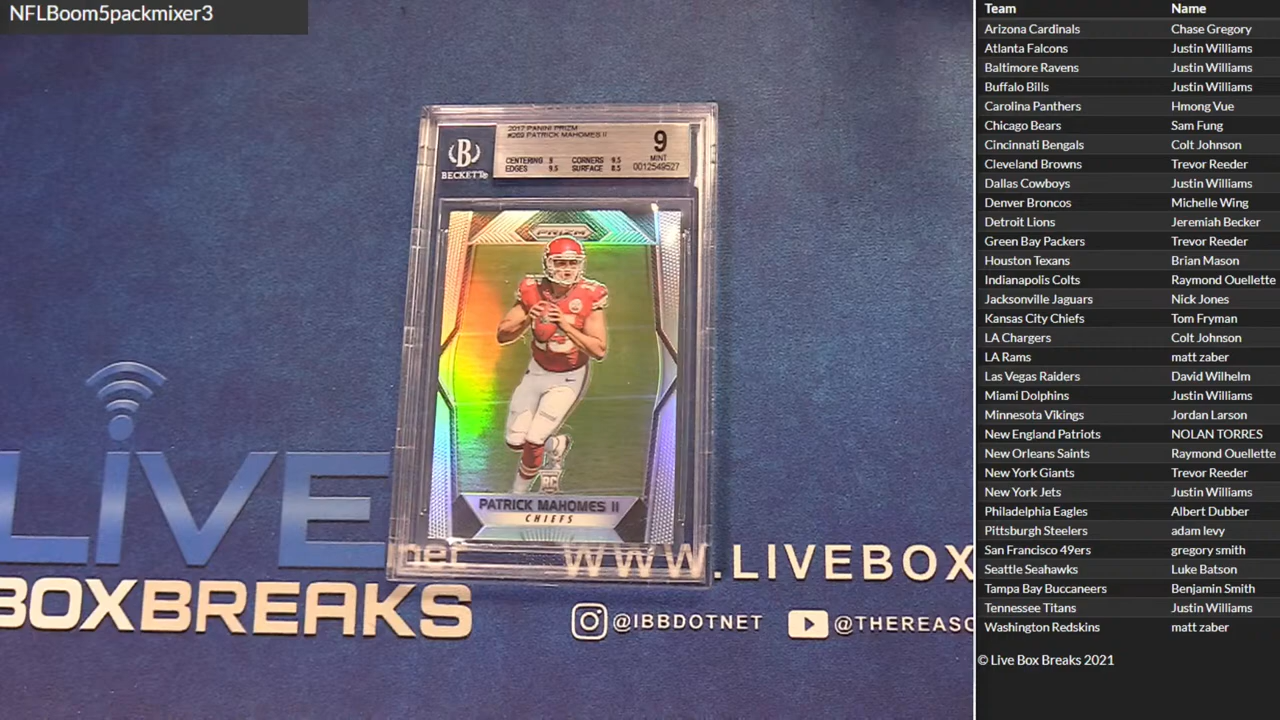 NFLBoom5packmixer3
2017 PANINI PRIZM
#269 PATRICK MAHOMES II
CENTERING 9 CORNERS 9.5
EDGES 9.5 SURFACE 8.5
9
MINT
0012549527
B
BECKETT
PRIZM
RC
PATRICK MAHOMES II
CHIEFS
LIVE
BOXBREAKS
net
WWW.LIVEBOX
@IBBDOTNET
@THEREASO
Team Name
Arizona Cardinals Chase Gregory
Atlanta Falcons Justin Williams
Baltimore Ravens Justin Williams
Buffalo Bills Justin Williams
Carolina Panthers Hmong Vue
Chicago Bears Sam Fung
Cincinnati Bengals Colt Johnson
Cleveland Browns Trevor Reeder
Dallas Cowboys Justin Williams
Denver Broncos Michelle Wing
Detroit Lions Jeremiah Becker
Green Bay Packers Trevor Reeder
Houston Texans Brian Mason
Indianapolis Colts Raymond Ouellette
Jacksonville Jaguars Nick Jones
Kansas City Chiefs Tom Fryman
LA Chargers Colt Johnson
LA Rams matt zaber
Las Vegas Raiders David Wilhelm
Miami Dolphins Justin Williams
Minnesota Vikings Jordan Larson
New England Patriots NOLAN TORRES
New Orleans Saints Raymond Ouellette
New York Giants Trevor Reeder
New York Jets Justin Williams
Philadelphia Eagles Albert Dubber
Pittsburgh Steelers adam levy
San Francisco 49ers gregory smith
Seattle Seahawks Luke Batson
Tampa Bay Buccaneers Benjamin Smith
Tennessee Titans Justin Williams
Washington Redskins matt zaber
© Live Box Breaks 2021